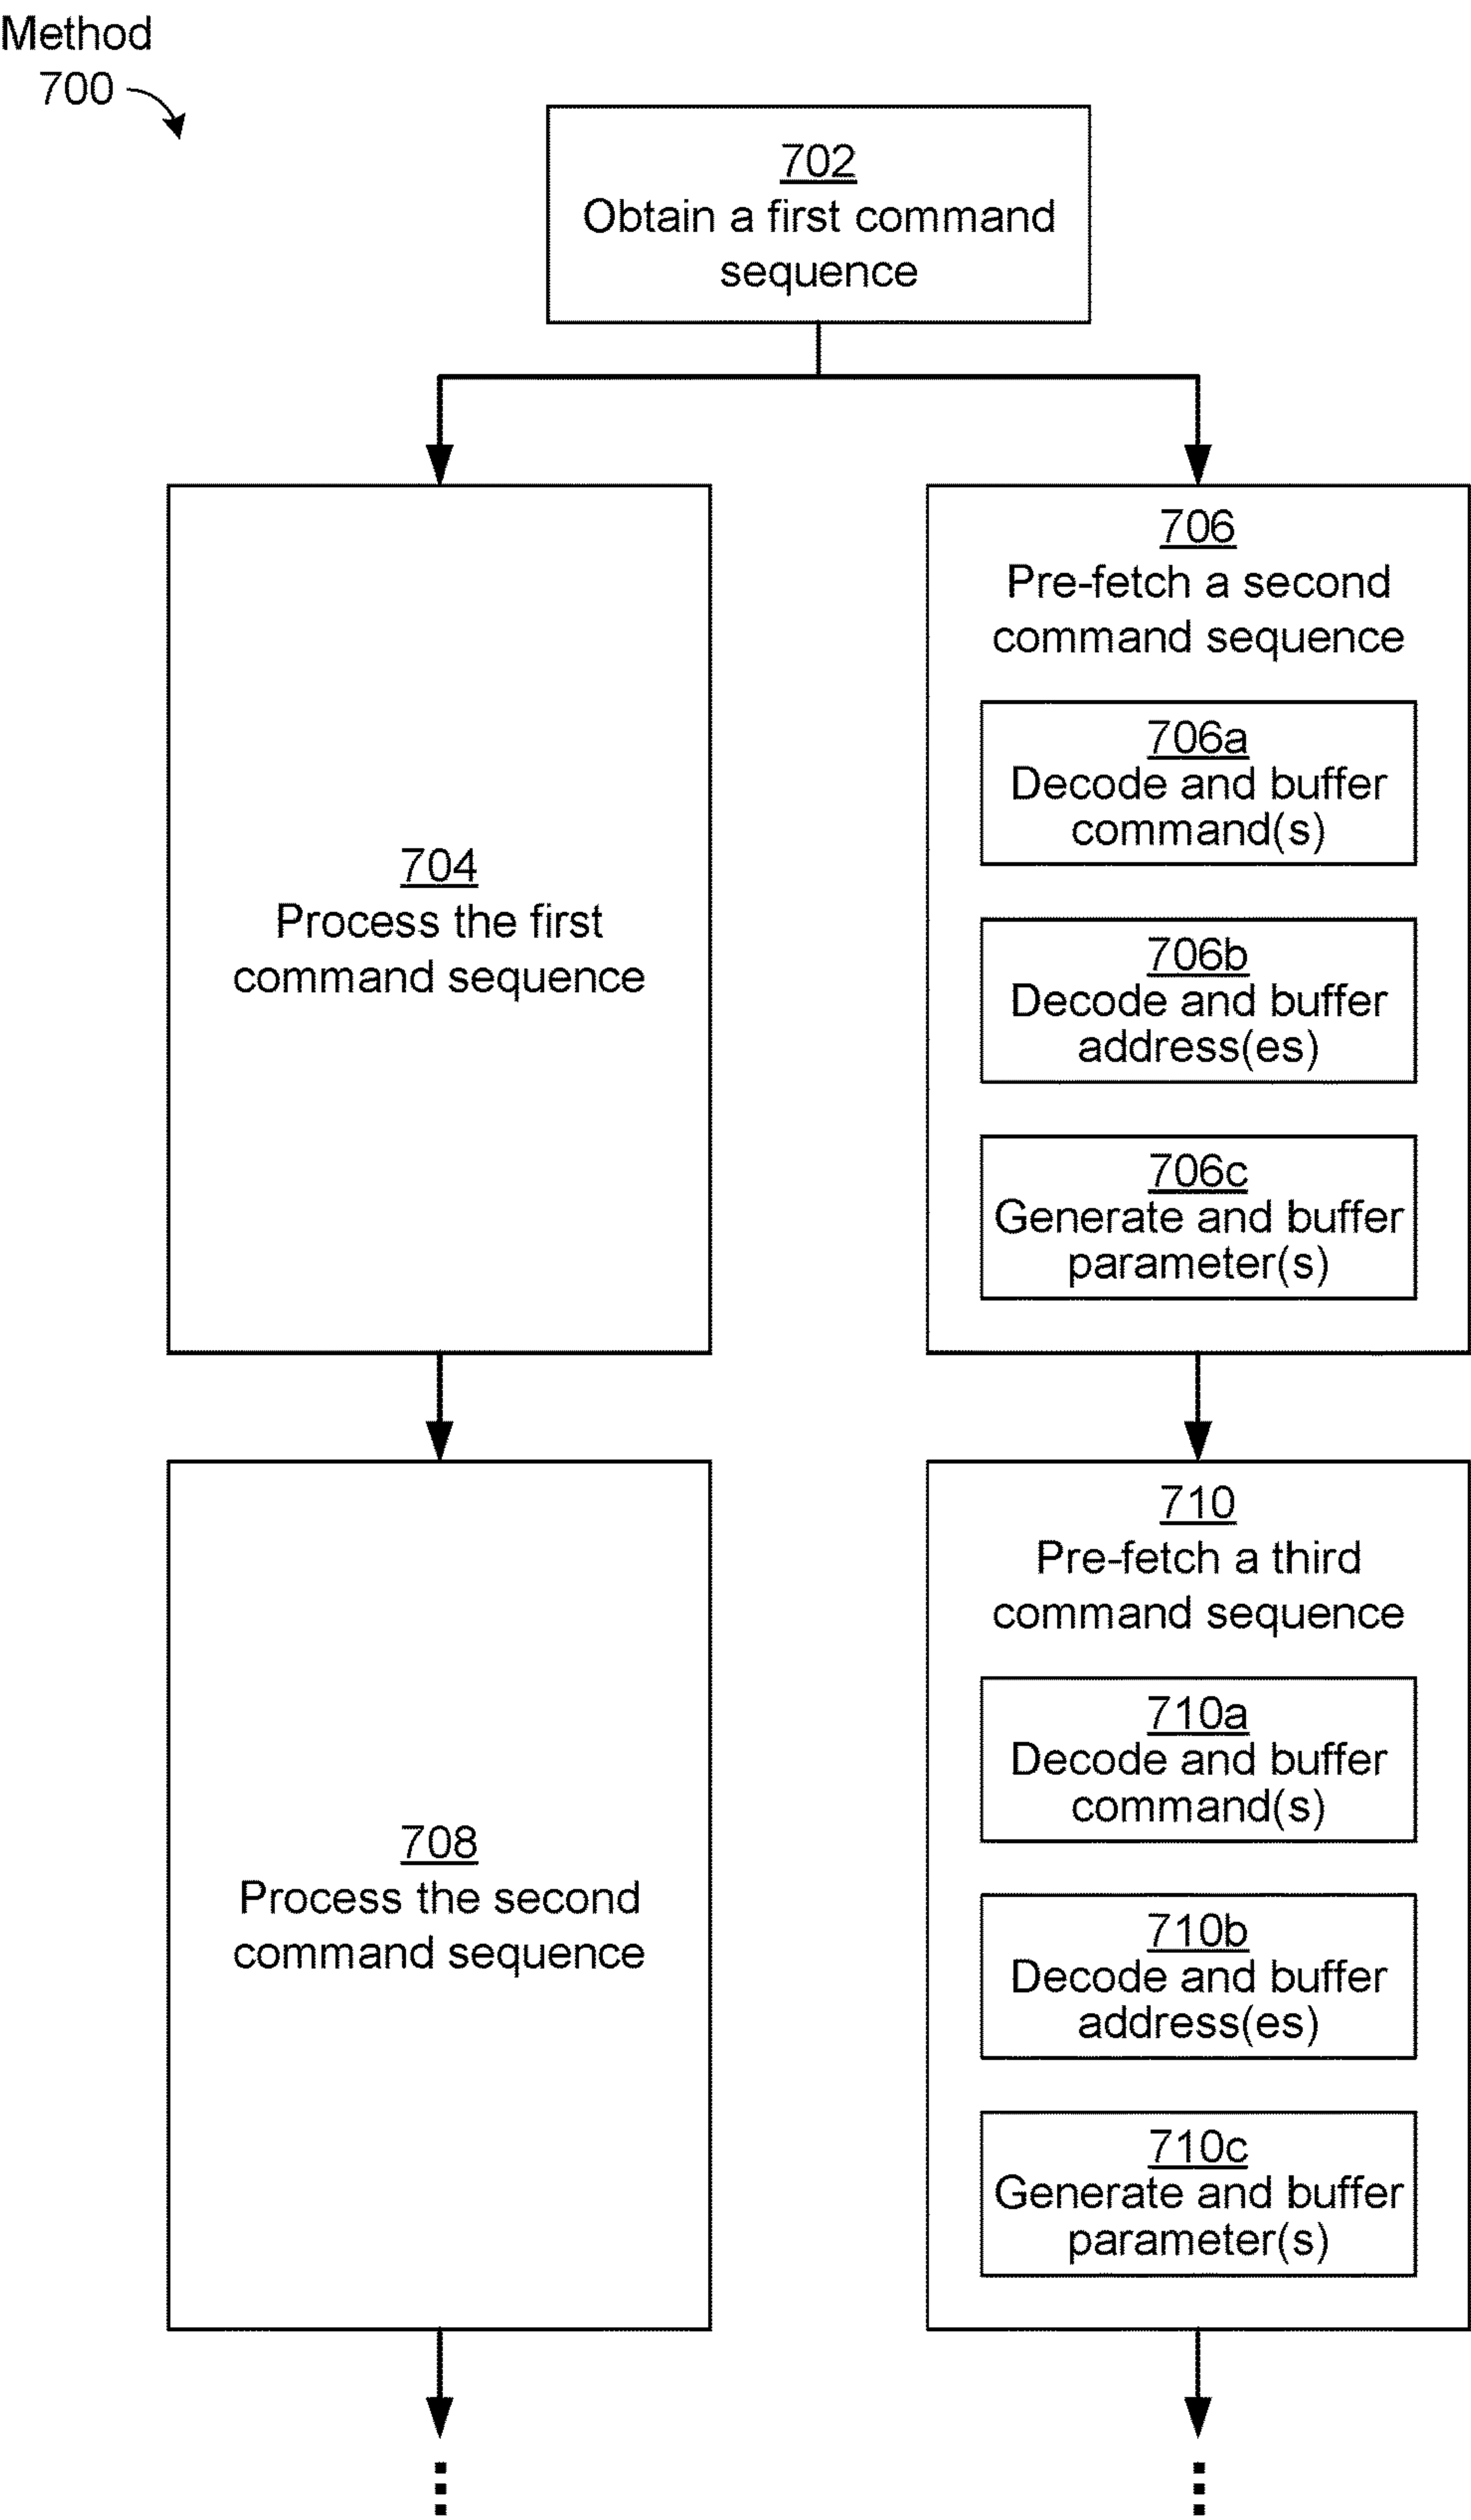 Method
700
702
Obtain a first command
sequence
704
Process the first
command sequence
706
Pre-fetch a second
command sequence
706a
Decode and buffer
command(s)
706b
Decode and buffer
address(es)
706c
Generate and buffer
parameter(s)
708
Process the second
command sequence
710
Pre-fetch a third
command sequence
710a
Decode and buffer
command(s)
710b
Decode and buffer
address(es)
710c
Generate and buffer
parameter(s)